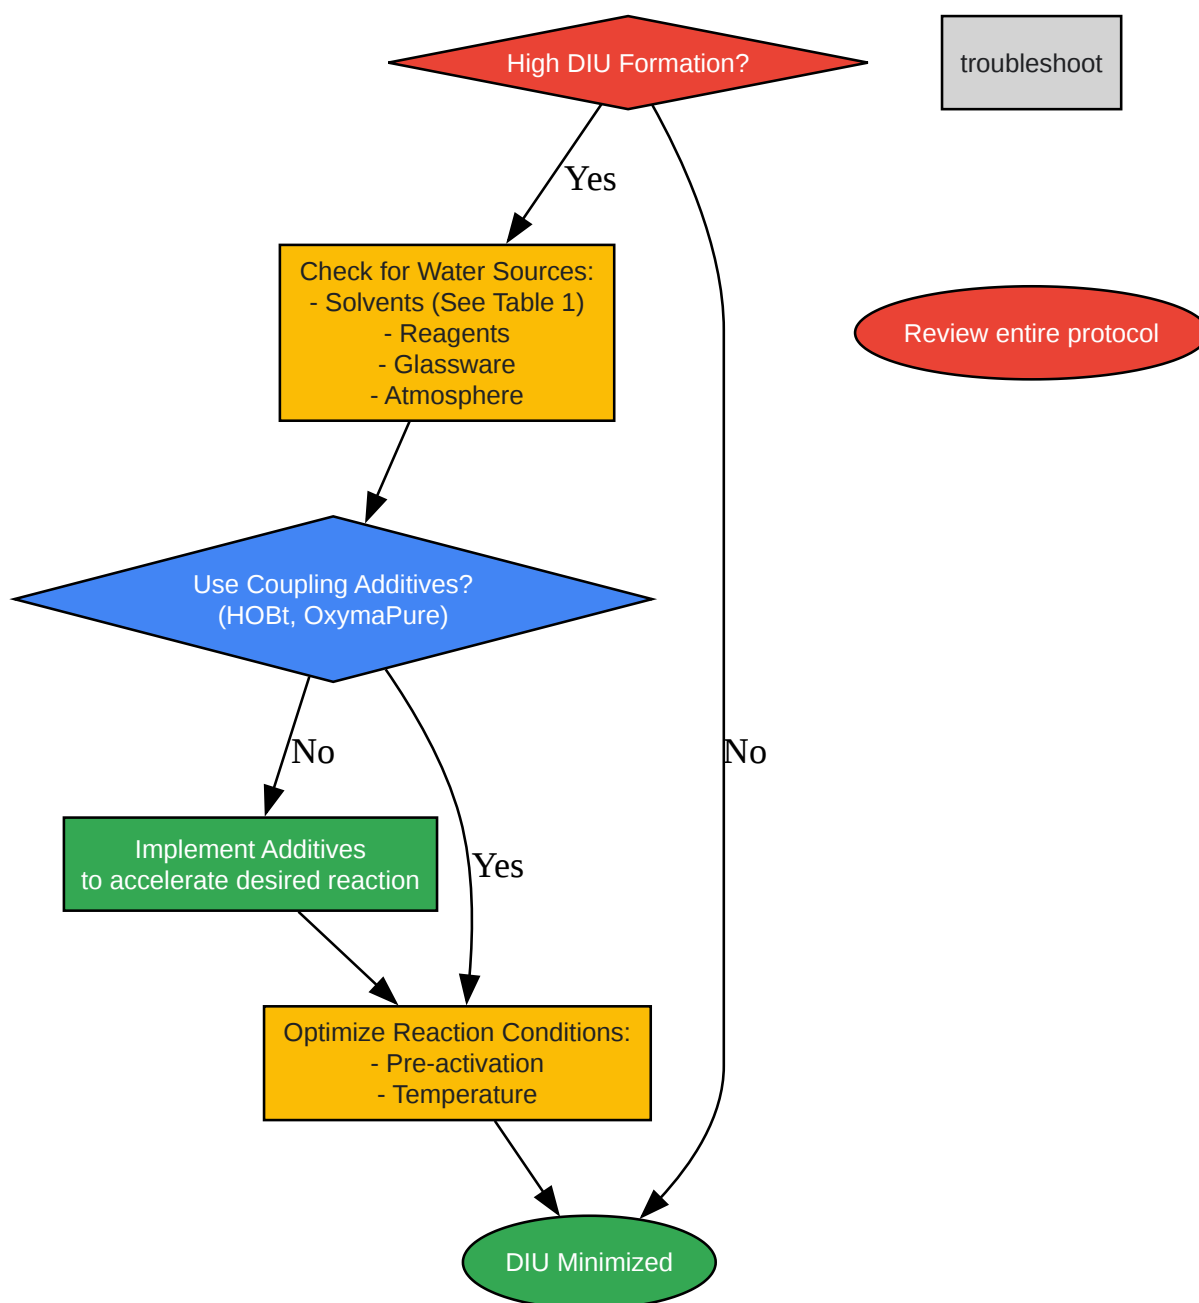 High DIU Formation?
troubleshoot
Yes
Check for Water Sources:
- Solvents (See Table 1)
- Reagents
- Glassware
- Atmosphere
Review entire protocol
Use Coupling Additives?
(HOBt, OxymaPure)
No
No
Implement Additives
to accelerate desired reaction
Yes
Optimize Reaction Conditions:
- Pre-activation
- Temperature
DIU Minimized